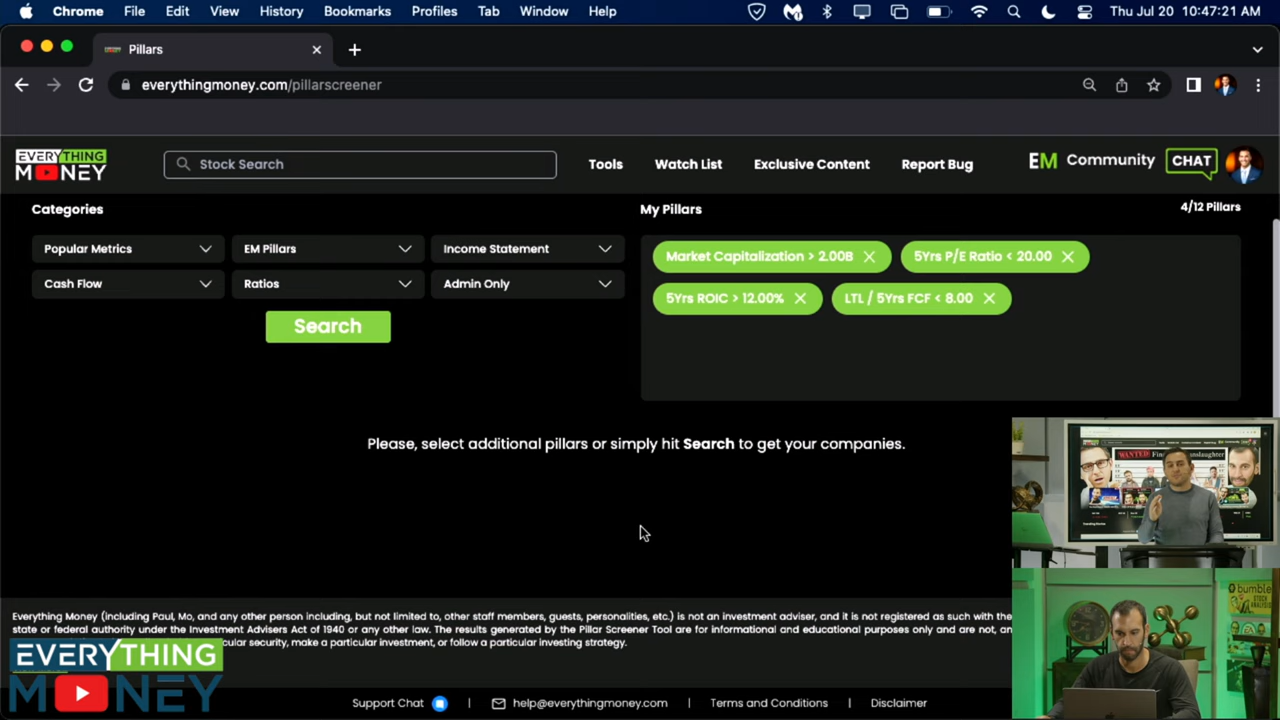 Chrome File Edit View History Bookmarks Profiles Tab Window Help Thu Jul 20 10:47:21 AM
Pillars
everythingmoney.com/pillarscreener
EVERYTHING MONEY
Stock Search
Tools
Watch List
Exclusive Content
Report Bug
EM Community
CHAT
Categories
My Pillars
4/12 Pillars
Popular Metrics
EM Pillars
Income Statement
Market Capitalization > 2.00B
5Yrs P/E Ratio < 20.00
Cash Flow
Ratios
Admin Only
5Yrs ROIC > 12.00%
LTL / 5Yrs FCF < 8.00
Search
Please, select additional pillars or simply hit Search to get your companies.
WANTED
bumble
Everything Money (including Paul, Mo, and any other person including, but not limited to, other staff members, guests, personalities, etc.) is not an investment adviser, and it is not registered as such with the
state or federal authority under the Investment Advisers Act of 1940 or any other law. The results generated by the Pillar Screener Tool are for informational and educational purposes only and are not, an
cular security, make a particular investment, or follow a particular investing strategy.
EVERYTHING
MONEY
Support Chat
help@everythingmoney.com
Terms and Conditions
Disclaimer